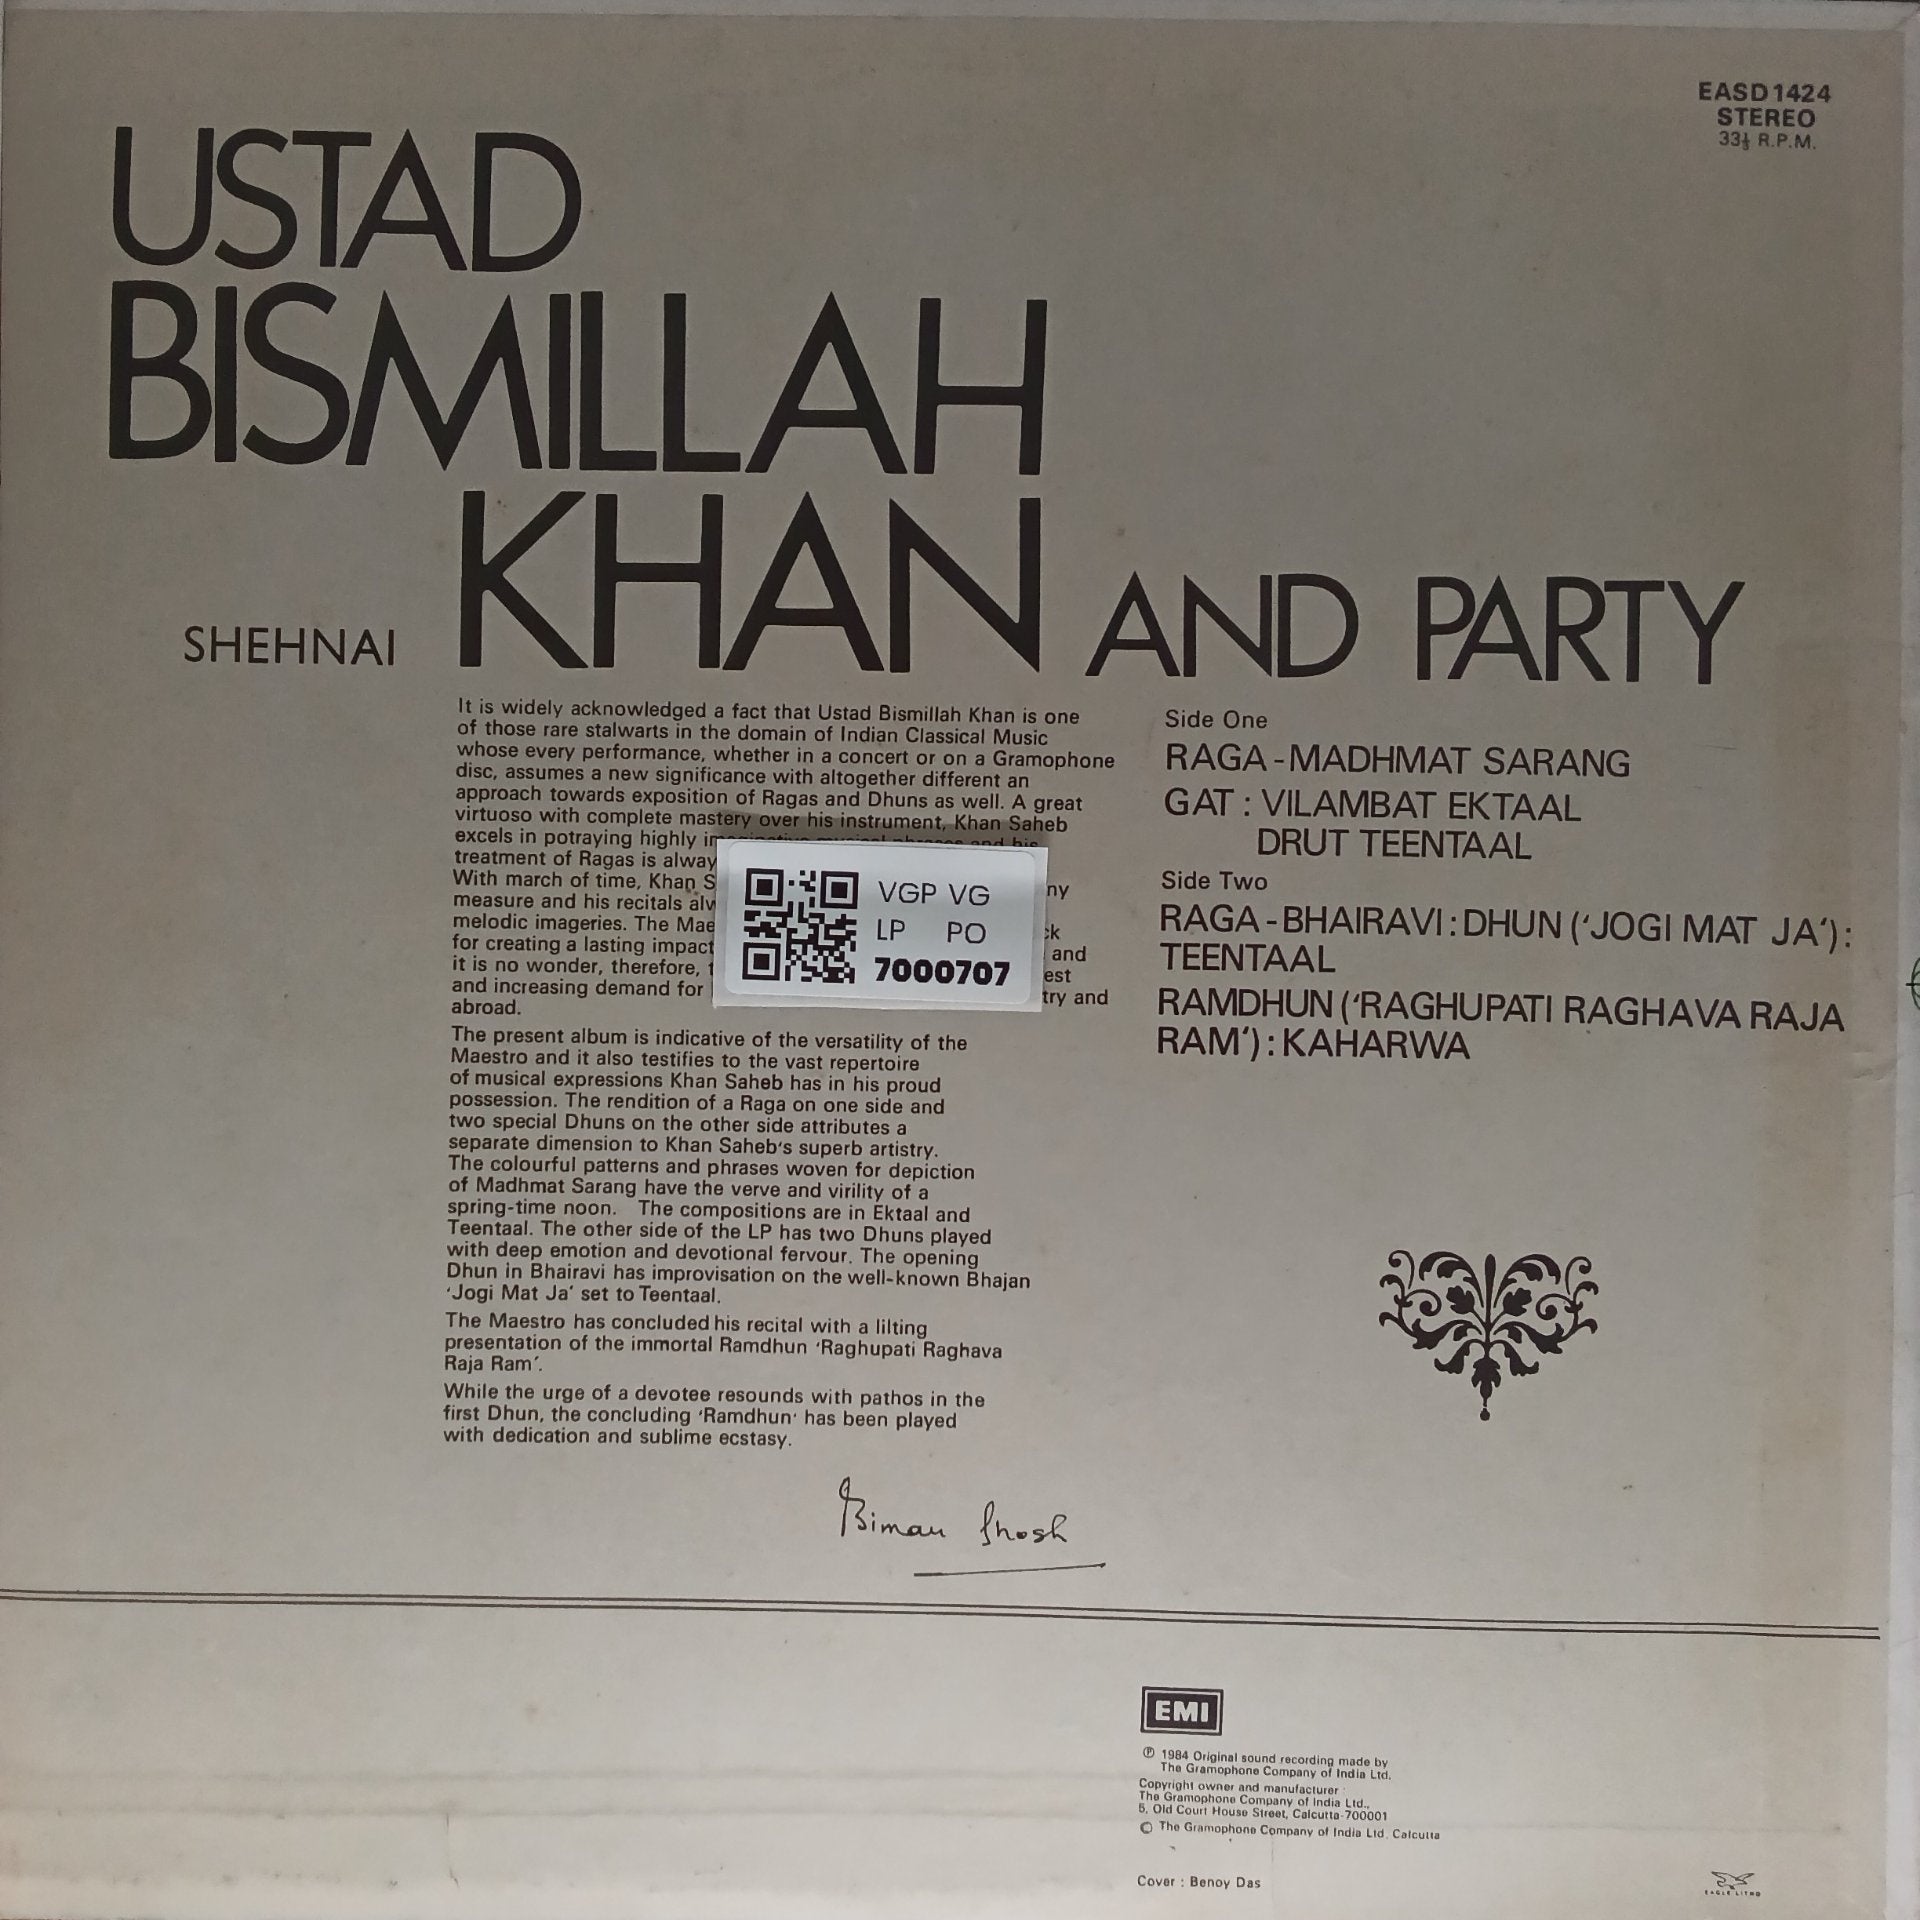 EASD 1424
STEREO
33⅓ R.P.M.
USTAD
BISMILLAH
SHEHNAI KHAN AND PARTY
It is widely acknowledged a fact that Ustad Bismillah Khan is one
of those rare stalwarts in the domain of Indian Classical Music
whose every performance, whether in a concert or on a Gramophone
disc, assumes a new significance with altogether different an
approach towards exposition of Ragas and Dhuns as well. A great
virtuoso with complete mastery over his instrument, Khan Saheb
excels in potraying highly imaginative musical phrases and his
treatment of Ragas is
With march of time, Khan ny
measure and his recitals
melodic imageries. The
for creating a lasting impact and
it is no wonder, therefore,
and increasing demand for try and
abroad.
The present album is indicative of the versatility of the
Maestro and it also testifies to the vast repertoire
of musical expressions Khan Saheb has in his proud
possession. The rendition of a Raga on one side and
two special Dhuns on the other side attributes a
separate dimension to Khan Saheb's superb artistry.
The colourful patterns and phrases woven for depiction
of Madhmat Sarang have the verve and virility of a
spring-time noon. The compositions are in Ektaal and
Teentaal. The other side of the LP has two Dhuns played
with deep emotion and devotional fervour. The opening
Dhun in Bhairavi has improvisation on the well-known Bhajan
'Jogi Mat Ja' set to Teentaal.
The Maestro has concluded his recital with a lilting
presentation of the immortal Ramdhun 'Raghupati Raghava
Raja Ram'.
While the urge of a devotee resounds with pathos in the
first Dhun, the concluding 'Ramdhun' has been played
with dedication and sublime ecstasy.
Biman Ghosh
VGP VG
LP PO
7000707
Side One
RAGA-MADHMAT SARANG
GAT : VILAMBAT EKTAAL
DRUT TEENTAAL
Side Two
RAGA-BHAIRAVI : DHUN ('JOGI MAT JA') :
TEENTAAL
RAMDHUN ('RAGHUPATI RAGHAVA RAJA
RAM') : KAHARWA
EMI
Ⓟ 1984 Original sound recording made by
The Gramophone Company of India Ltd.
Copyright owner and manufacturer
The Gramophone Company of India Ltd.,
5, Old Court House Street, Calcutta-700001
© The Gramophone Company of India Ltd. Calcutta
Cover : Benoy Das
EAGLE LITHO